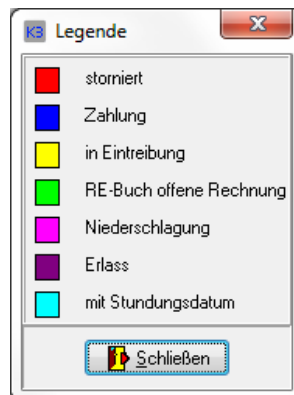 K3 Legende
storniert
Zahlung
in Eintreibung
RE-Buch offene Rechnung
Niederschlagung
Erlass
mit Stundungsdatum
Schließen